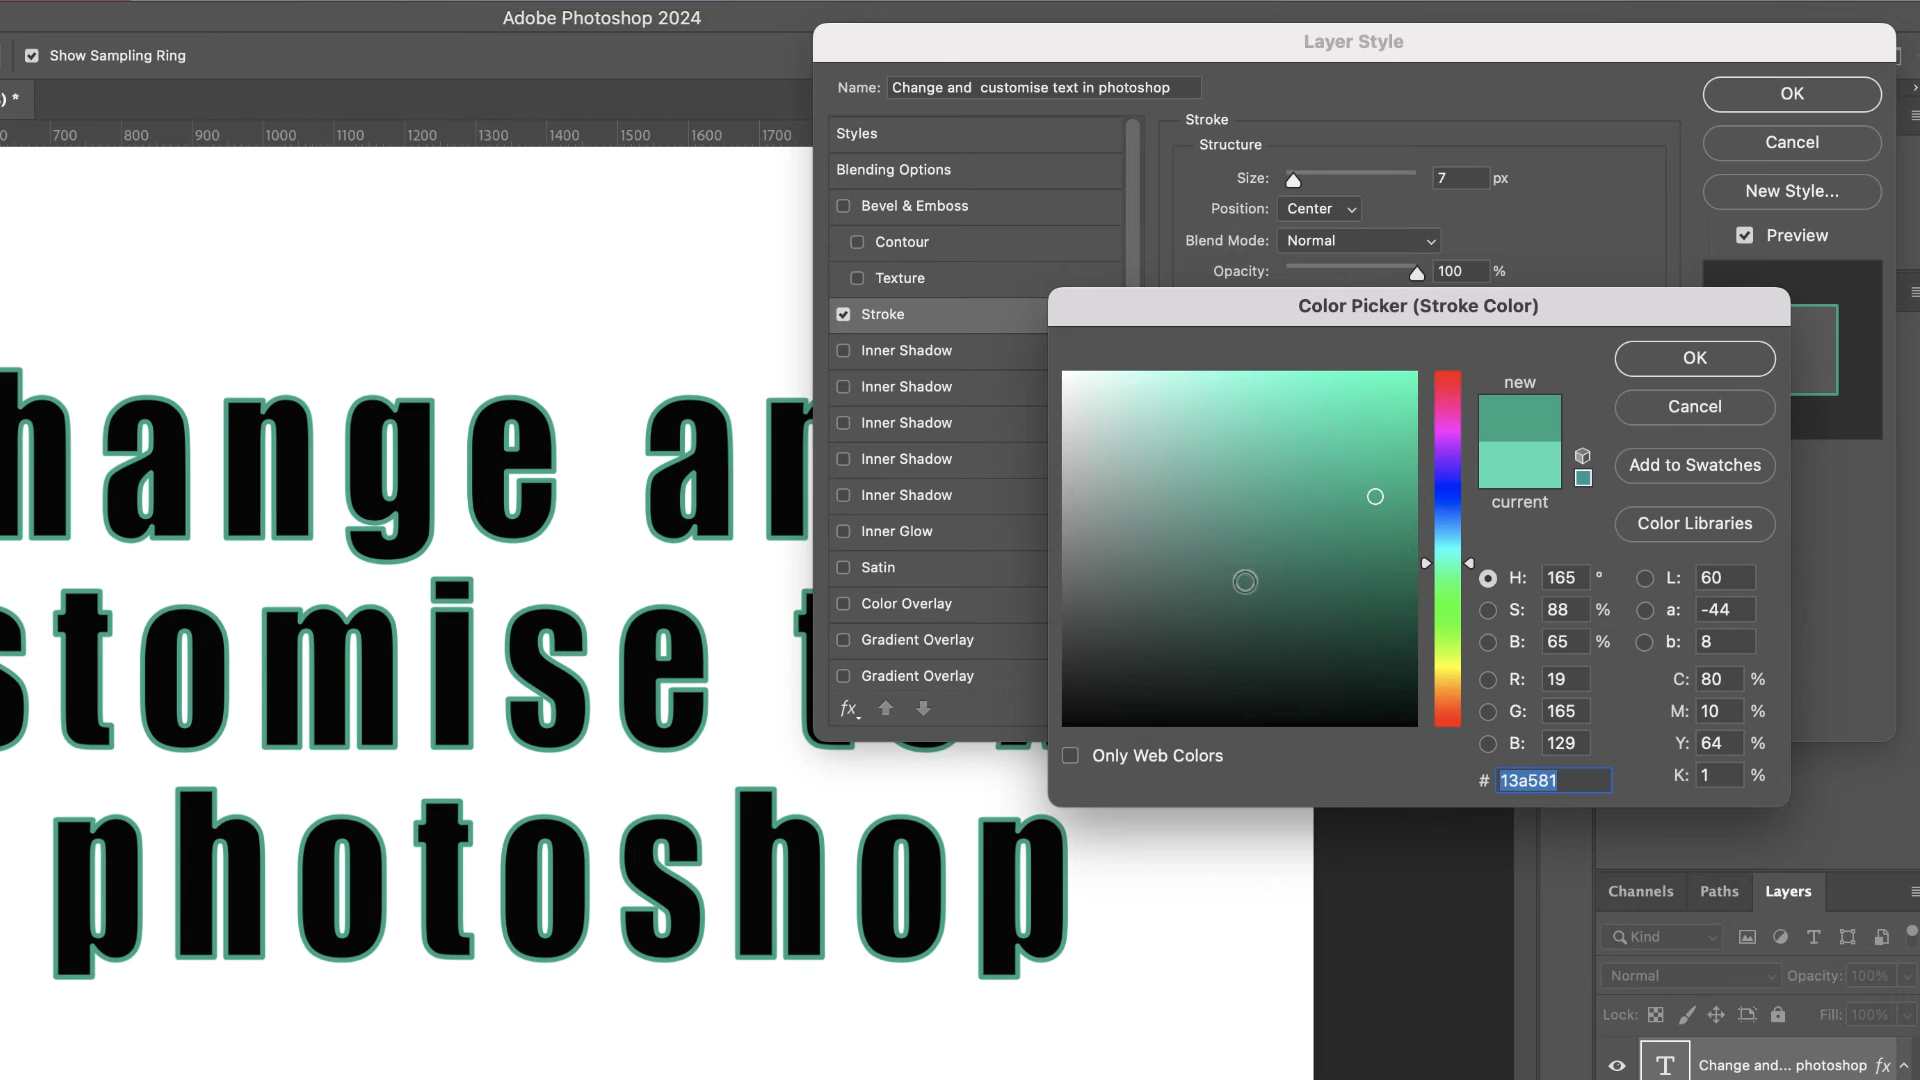 Adobe Photoshop 2024
Show Sampling Ring
) *
0 700 800 900 1000 1100 1200 1300 1400 1500 1600 1700
hange an
stomise t
photoshop
Layer Style
Name: Change and  customise text in photoshop
Styles
Blending Options
Bevel & Emboss
Contour
Texture
Stroke
Inner Shadow
Inner Shadow
Inner Shadow
Inner Shadow
Inner Shadow
Inner Glow
Satin
Color Overlay
Gradient Overlay
Gradient Overlay
fx
Stroke
Structure
Size: 7 px
Position: Center
Blend Mode: Normal
Opacity: 100 %
OK
Cancel
New Style...
Preview
Color Picker (Stroke Color)
new
current
OK
Cancel
Add to Swatches
Color Libraries
H: 165 °
S: 88 %
B: 65 %
R: 19
G: 165
B: 129
# 13a581
L: 60
a: -44
b: 8
C: 80 %
M: 10 %
Y: 64 %
K: 1 %
Only Web Colors
Channels Paths Layers
Kind
Normal Opacity: 100%
Lock: Fill: 100%
T Change and... photoshop fx